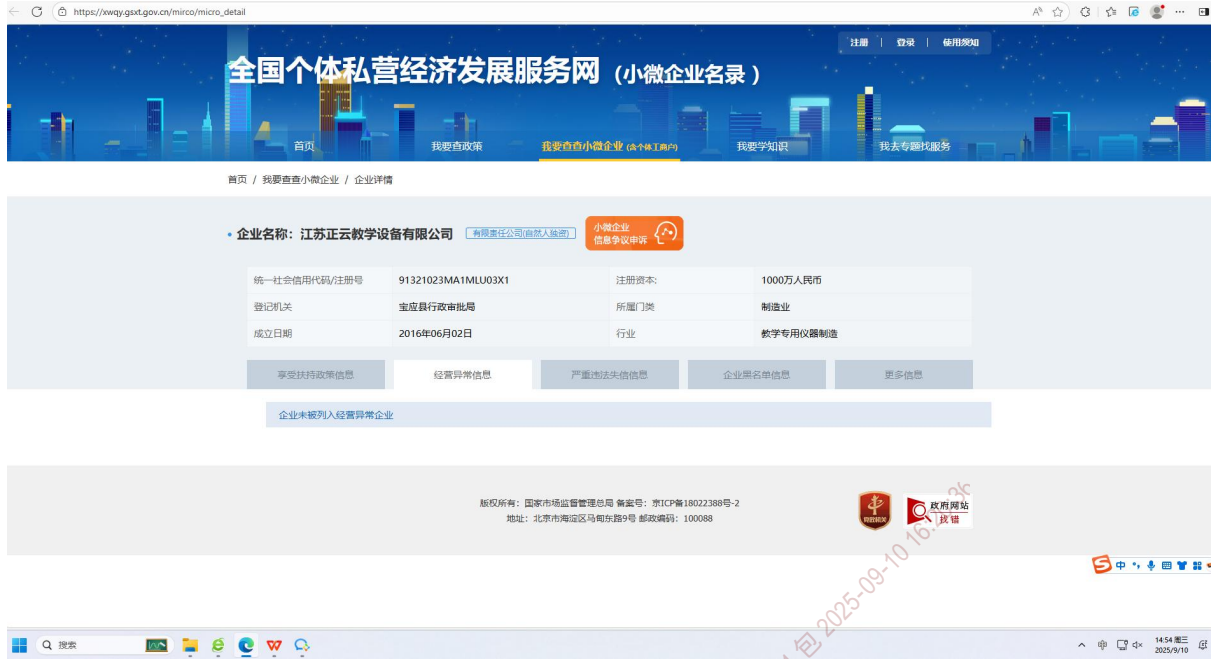 https://xwqy.gsxt.gov.cn/mirco/micro_detail
注册 | 登录 | 使用须知
全国个体私营经济发展服务网（小微企业名录）
首页 我要查政策 我要查查小微企业 (含个体工商户) 我要学知识 我去专题找服务
首页 / 我要查查小微企业 / 企业详情
企业名称：江苏正云教学设备有限公司 有限责任公司(自然人独资) 小微企业
信息争议申诉
统一社会信用代码/注册号 91321023MA1MLU03X1 注册资本: 1000万人民币
登记机关 宝应县行政审批局 所属门类 制造业
成立日期 2016年06月02日 行业 教学专用仪器制造
享受扶持政策信息 经营异常信息 严重违法失信信息 企业黑名单信息 更多信息
企业未被列入经营异常企业
版权所有：国家市场监督管理总局 备案号：京ICP备18022388号-2
地址：北京市海淀区马甸东路9号 邮政编码：100088
党政机关
政府网站
找错
包 2025-09-10 16:
中
搜索
14:54 周三
2025/9/10